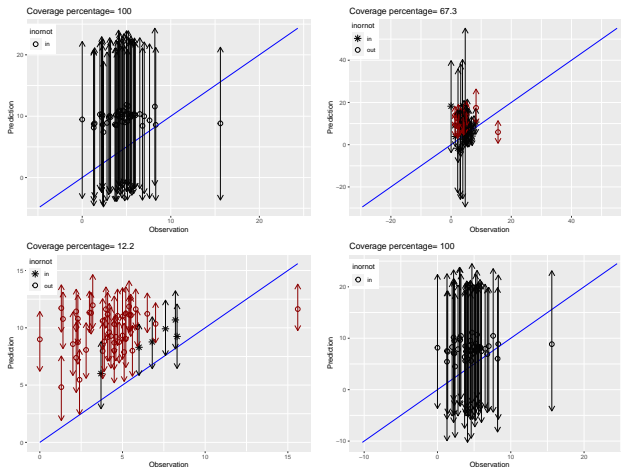 Coverage percentage= 100
inornot
in
Prediction
20
10
0
0
10
20
Observation
Coverage percentage= 67.3
inornot
in
out
Prediction
40
20
0
−20
−20
0
20
40
Observation
Coverage percentage= 12.2
inornot
in
out
Prediction
15
10
5
0
0
5
10
15
Observation
Coverage percentage= 100
inornot
in
Prediction
20
10
0
−10
−10
0
10
20
Observation